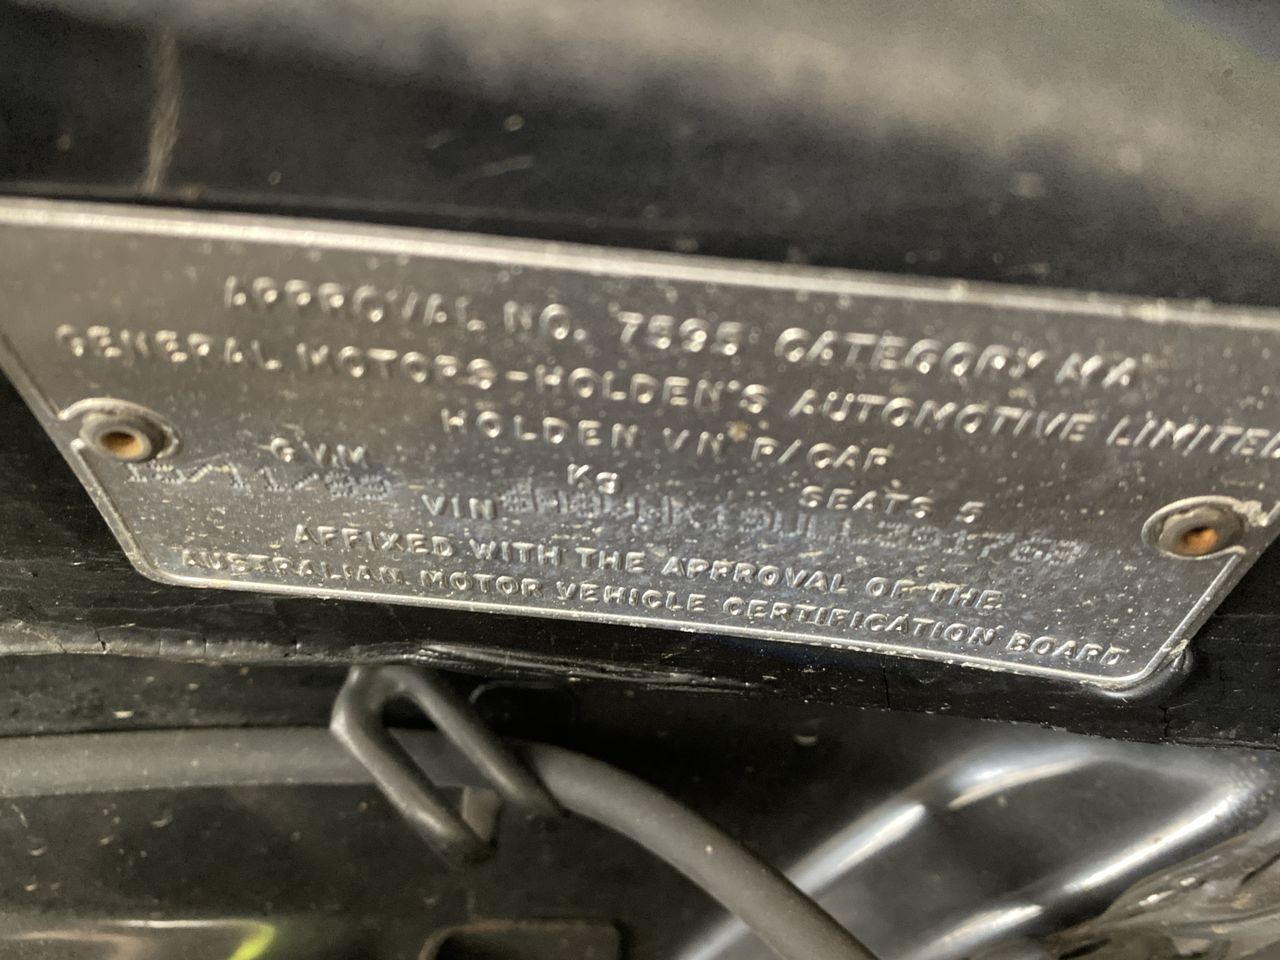 APPROVAL NO. 7595 CATEGORY MA
GENERAL MOTORS-HOLDEN'S AUTOMOTIVE LIMITED
HOLDEN VN P/CAR
GVM Kg SEATS 5
VIN
AFFIXED WITH THE APPROVAL OF THE
AUSTRALIAN MOTOR VEHICLE CERTIFICATION BOARD